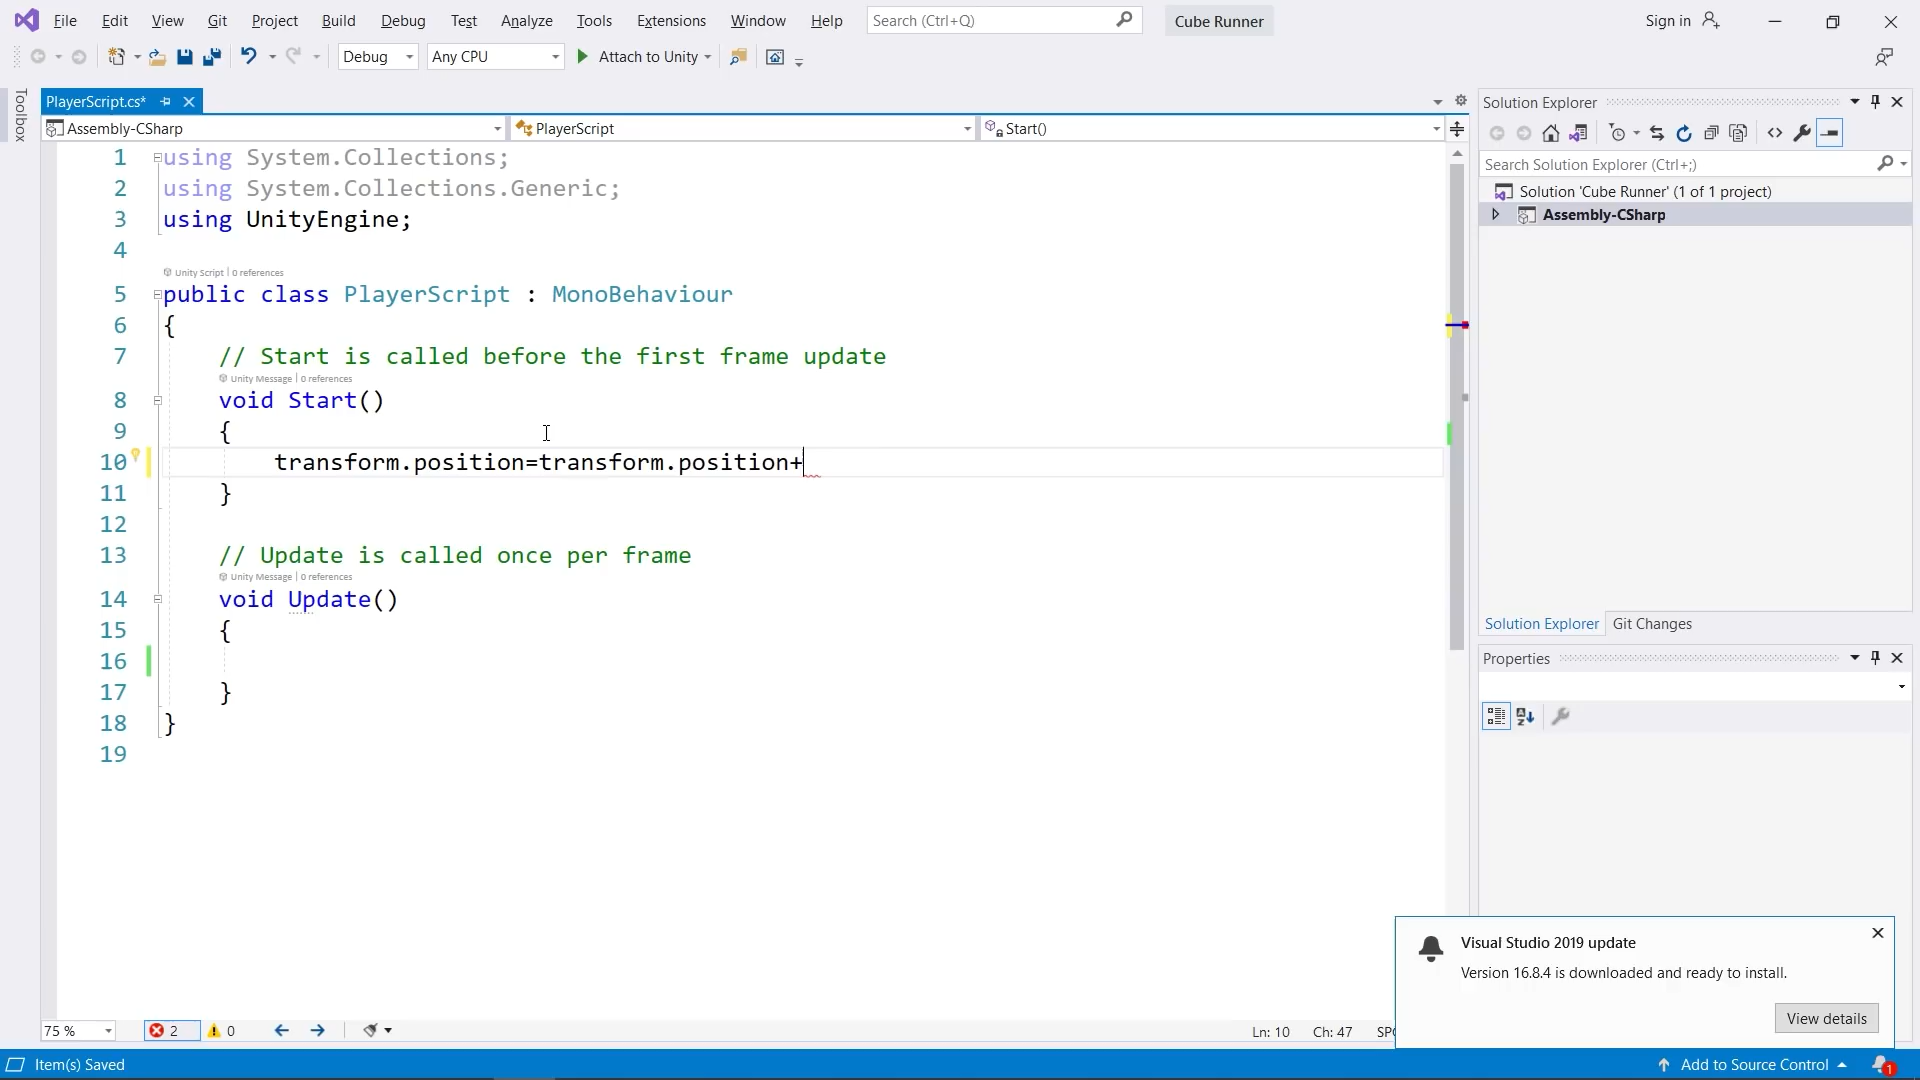 File Edit View Git Project Build Debug Test Analyze Tools Extensions Window Help Search (Ctrl+Q) Cube Runner Sign in
Debug Any CPU Attach to Unity
Toolbox
PlayerScript.cs*
Assembly-CSharp PlayerScript Start()
1 using System.Collections;
2 using System.Collections.Generic;
3 using UnityEngine;
4
Unity Script | 0 references
5 public class PlayerScript : MonoBehaviour
6 {
7 // Start is called before the first frame update
Unity Message | 0 references
8 void Start()
9 {
10 transform.position=transform.position+
11 }
12
13 // Update is called once per frame
Unity Message | 0 references
14 void Update()
15 {
16
17 }
18 }
19
75 % 2 0 Ln: 10 Ch: 47
Solution Explorer
Search Solution Explorer (Ctrl+;)
Solution 'Cube Runner' (1 of 1 project)
Assembly-CSharp
Solution Explorer Git Changes
Properties
Visual Studio 2019 update
Version 16.8.4 is downloaded and ready to install.
View details
Item(s) Saved Add to Source Control 1